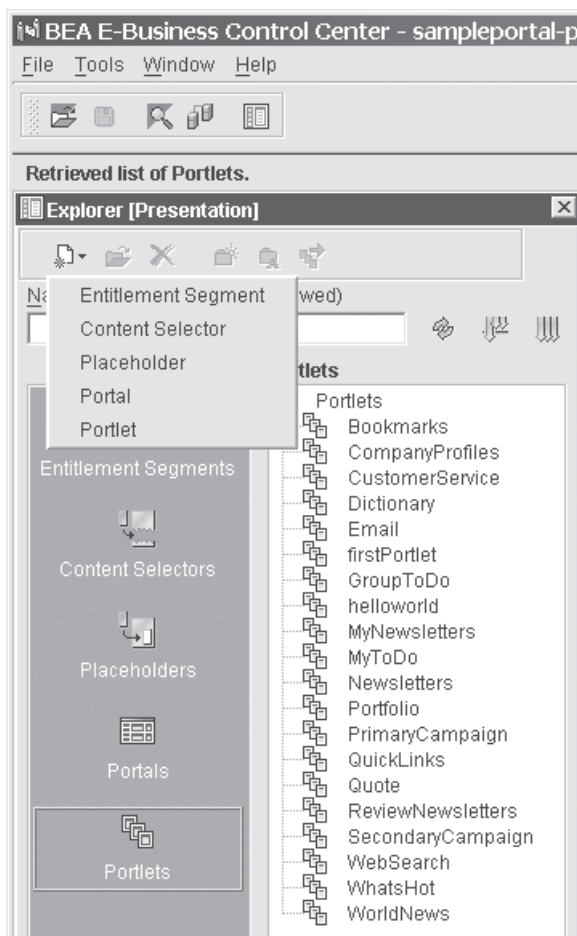 BEA E-Business Control Center - sampleportal-p
File Tools Window Help
Retrieved list of Portlets.
Explorer [Presentation]
Entitlement Segment
Content Selector
Placeholder
Portal
Portlet
Na
wed)
tlets
Entitlement Segments
Content Selectors
Placeholders
Portals
Portlets
Portlets
Bookmarks
CompanyProfiles
CustomerService
Dictionary
Email
firstPortlet
GroupToDo
helloworld
MyNewsletters
MyToDo
Newsletters
Portfolio
PrimaryCampaign
QuickLinks
Quote
ReviewNewsletters
SecondaryCampaign
WebSearch
WhatsHot
WorldNews